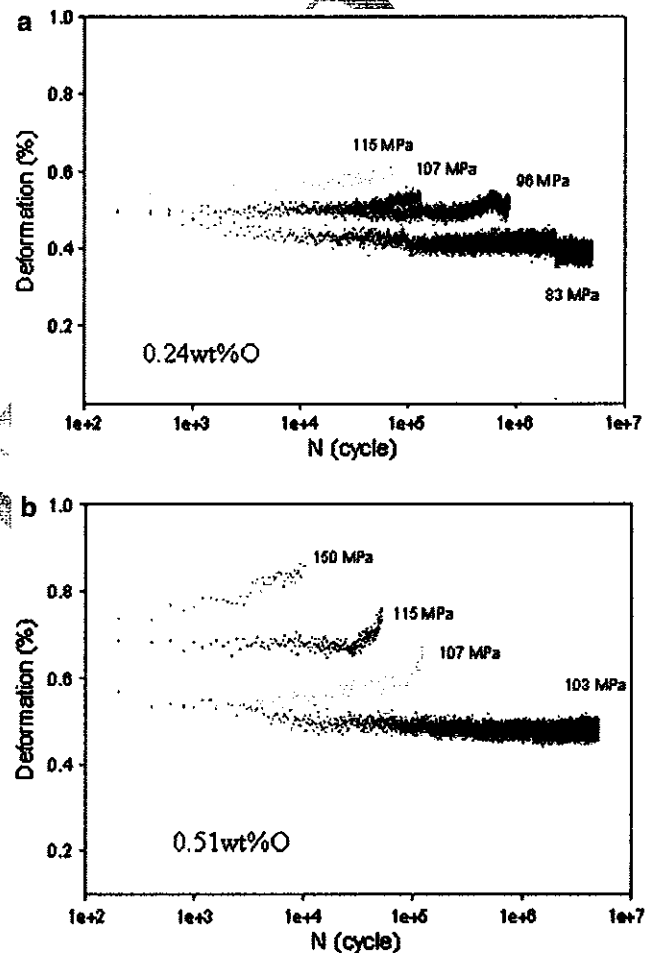 a
1.0
0.8
0.6
0.4
0.2
Deformation (%)
115 MPa
107 MPa
96 MPa
83 MPa
0.24wt%O
1e+2 1e+3 1e+4 1e+5 1e+6 1e+7
N (cycle)
b
1.0
0.8
0.6
0.4
0.2
Deformation (%)
150 MPa
115 MPa
107 MPa
103 MPa
0.51wt%O
1e+2 1e+3 1e+4 1e+5 1e+6 1e+7
N (cycle)